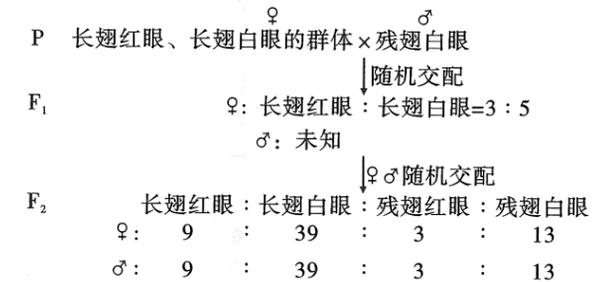 ♀ ♂
P 长翅红眼、长翅白眼的群体×残翅白眼
随机交配
F₁ ♀: 长翅红眼：长翅白眼=3：5
♂: 未知
♀♂随机交配
F₂ 长翅红眼：长翅白眼：残翅红眼：残翅白眼
♀: 9 : 39 : 3 : 13
♂: 9 : 39 : 3 : 13